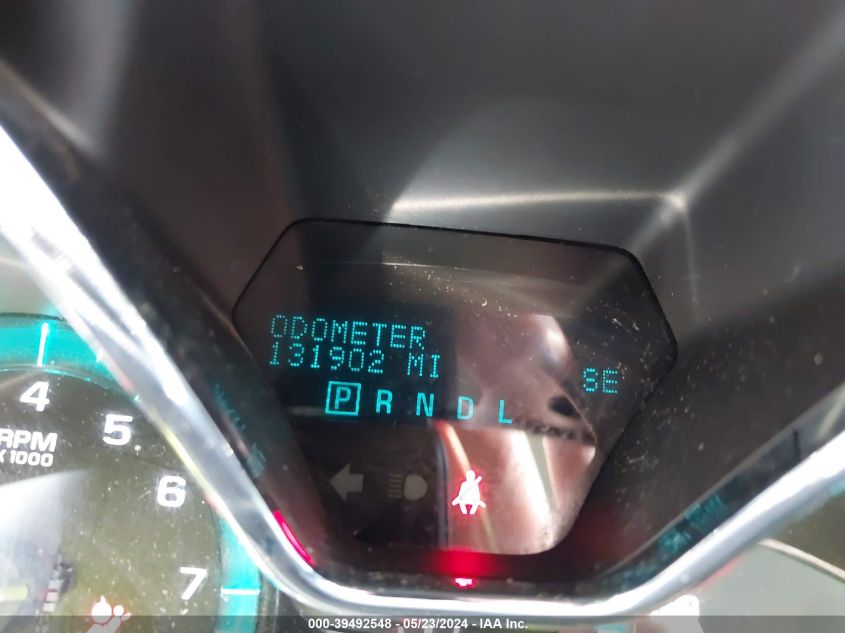 ODOMETER
131902 MI
SE
P R N D L
4
5
RPM
X 1000
6
7
000-39492548 - 05/23/2024 - IAA Inc.